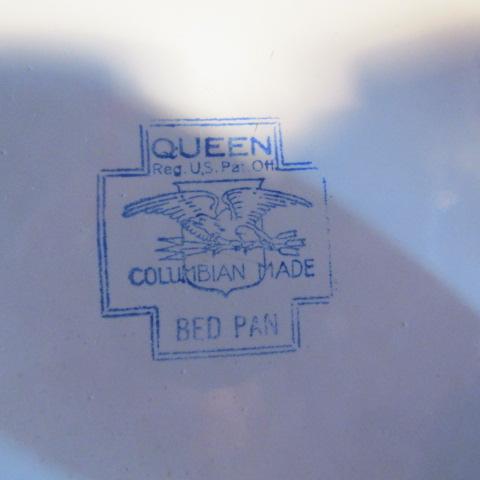 QUEEN
Reg. U.S. Pat. Off.
COLUMBIAN MADE
BED PAN